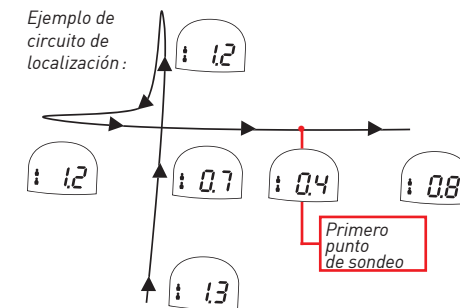 Ejemplo de
circuito de
localización:
1.2
1.2
0.7
0.4
0.8
Primero
punto
de sondeo
1.3